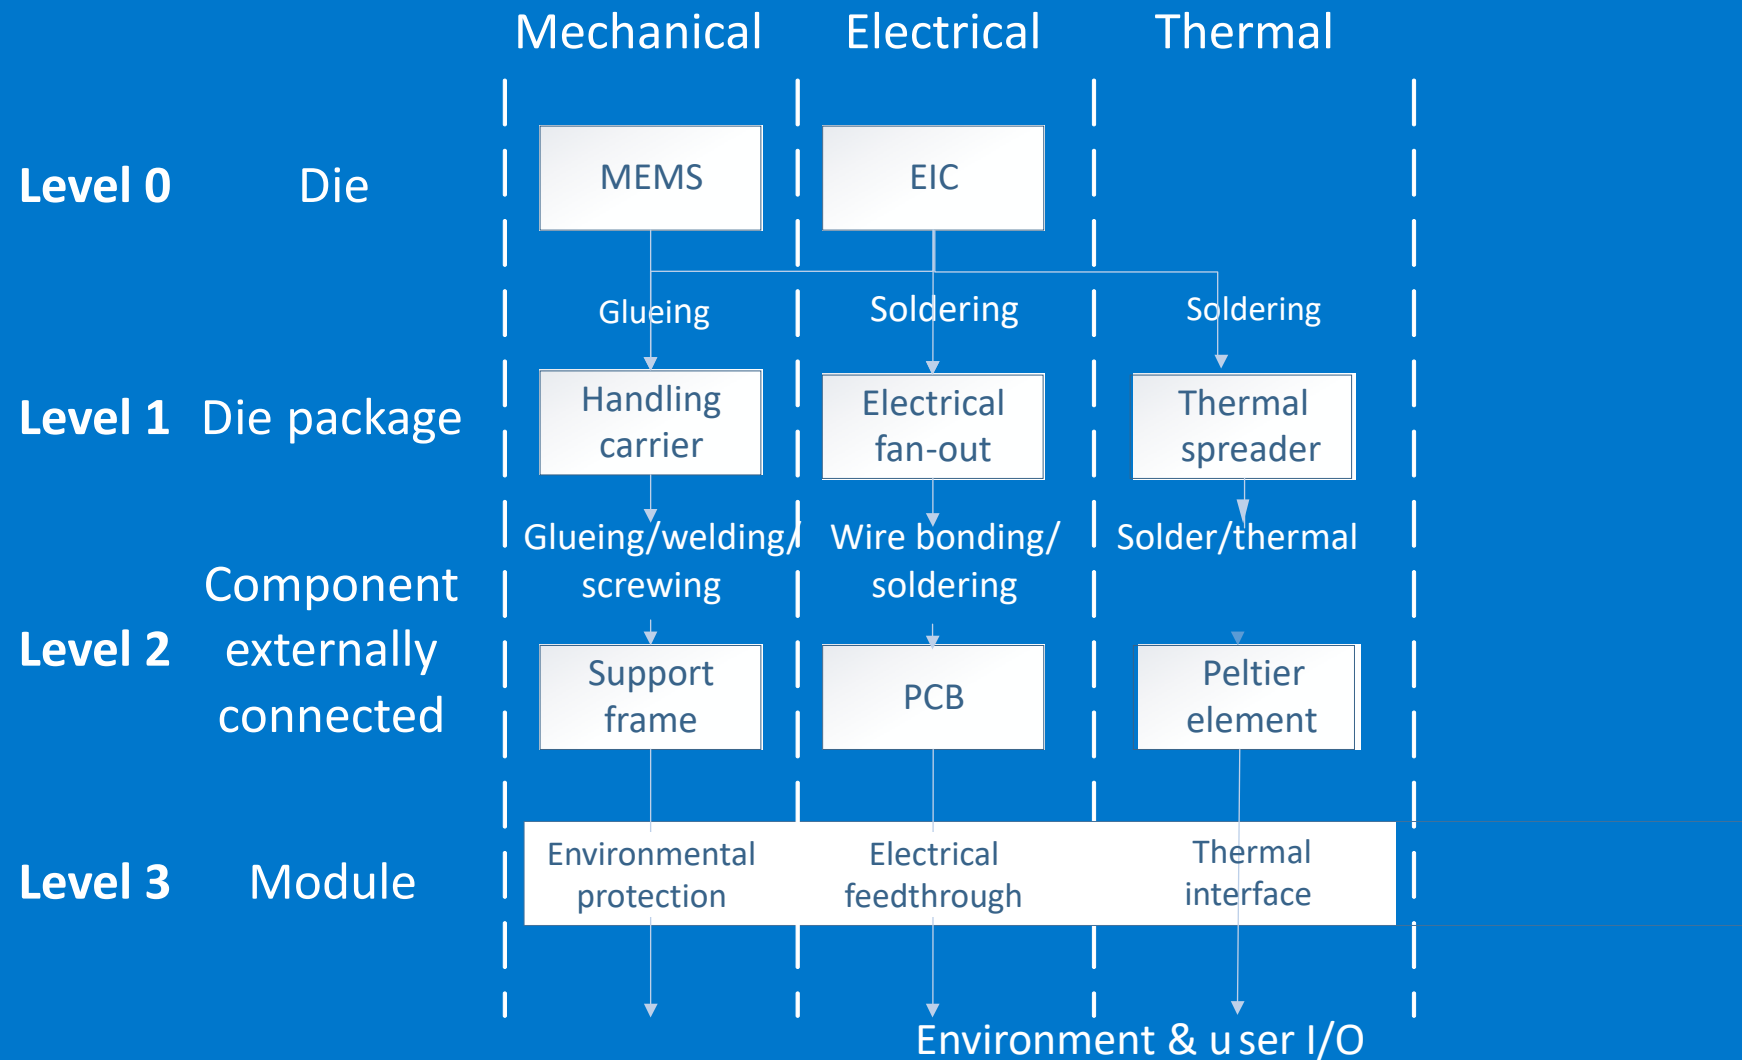 Mechanical Electrical Thermal
Level 0 Die MEMS EIC
Glueing Soldering Soldering
Level 1 Die package
Handling
carrier
Electrical
fan-out
Thermal
spreader
Glueing/welding/
screwing
Wire bonding/
soldering
Solder/thermal
Level 2
Component
externally
connected
Support
frame
PCB
Peltier
element
Level 3 Module
Environmental
protection
Electrical
feedthrough
Thermal
interface
Environment & user I/O